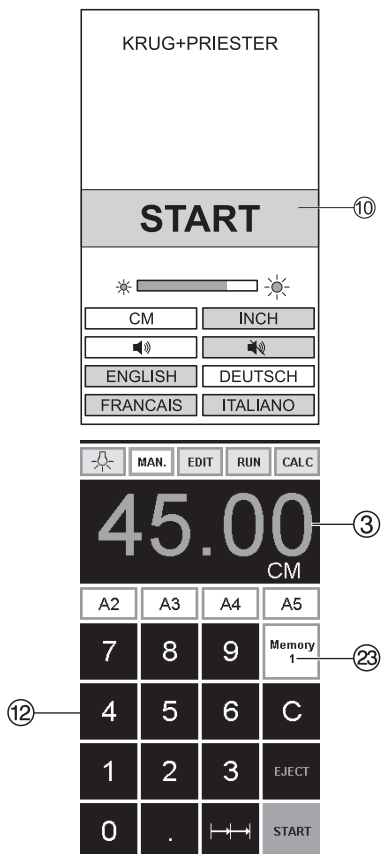 KRUG+PRIESTER
START
10
CM INCH
ENGLISH DEUTSCH
FRANCAIS ITALIANO
MAN. EDIT RUN CALC
45.00
3
CM
A2 A3 A4 A5
7 8 9 Memory
1
23
12
4 5 6 C
1 2 3 EJECT
0 . START